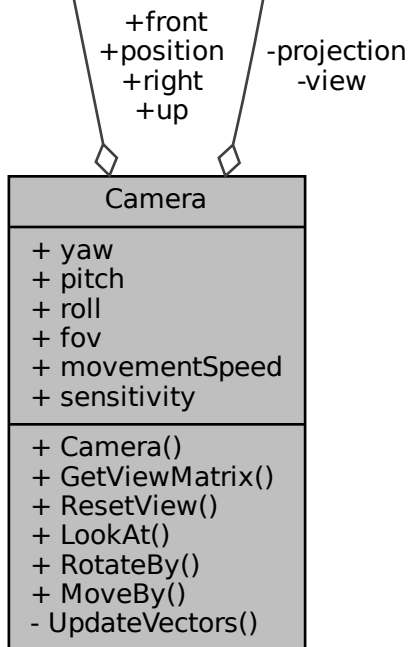 +front
+position
+right
+up
-projection
-view
Camera
+ yaw
+ pitch
+ roll
+ fov
+ movementSpeed
+ sensitivity
+ Camera()
+ GetViewMatrix()
+ ResetView()
+ LookAt()
+ RotateBy()
+ MoveBy()
- UpdateVectors()